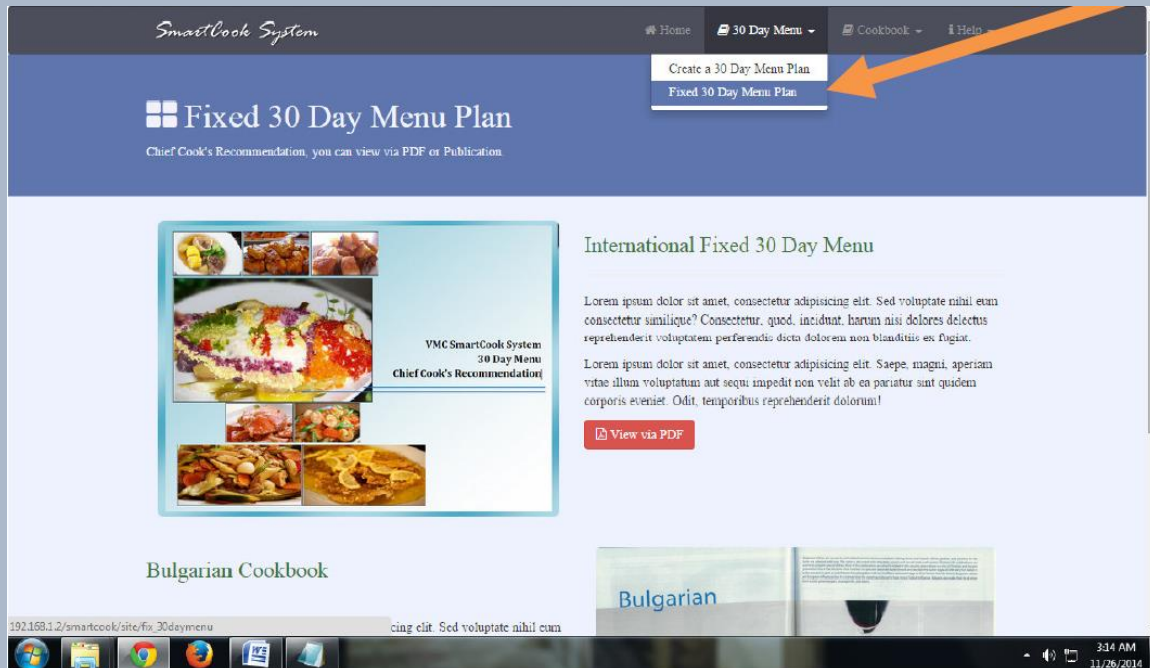 SmartCook System
Home
30 Day Menu
Cookbook
Help
Create a 30 Day Menu Plan
Fixed 30 Day Menu Plan
Fixed 30 Day Menu Plan
Chief Cook's Recommendation, you can view via PDF or Publication
VMC SmartCook System
30 Day Menu
Chief Cook's Recommendation
International Fixed 30 Day Menu
Lorem ipsum dolor sit amet, consectetur adipisicing elit. Sed voluptate nihil eum
consectetur similique? Consectetur, quod, incidunt, harum nisi dolores delectus
reprehenderit voluptatem perferendis dicta dolorem non blanditiis ex fugiat.
Lorem ipsum dolor sit amet, consectetur adipisicing elit. Saepe, magni, aperiam
vitae illum voluptatum aut sequi impedit non velit ab ea pariatur sint quidem
corporis eveniet. Odit, temporibus reprehenderit dolorum!
View via PDF
Bulgarian Cookbook
Bulgarian
192.168.1.2/smartcook/site/fix_30daymenu
cing elit. Sed voluptate nihil eum
3:14 AM
11/26/2014